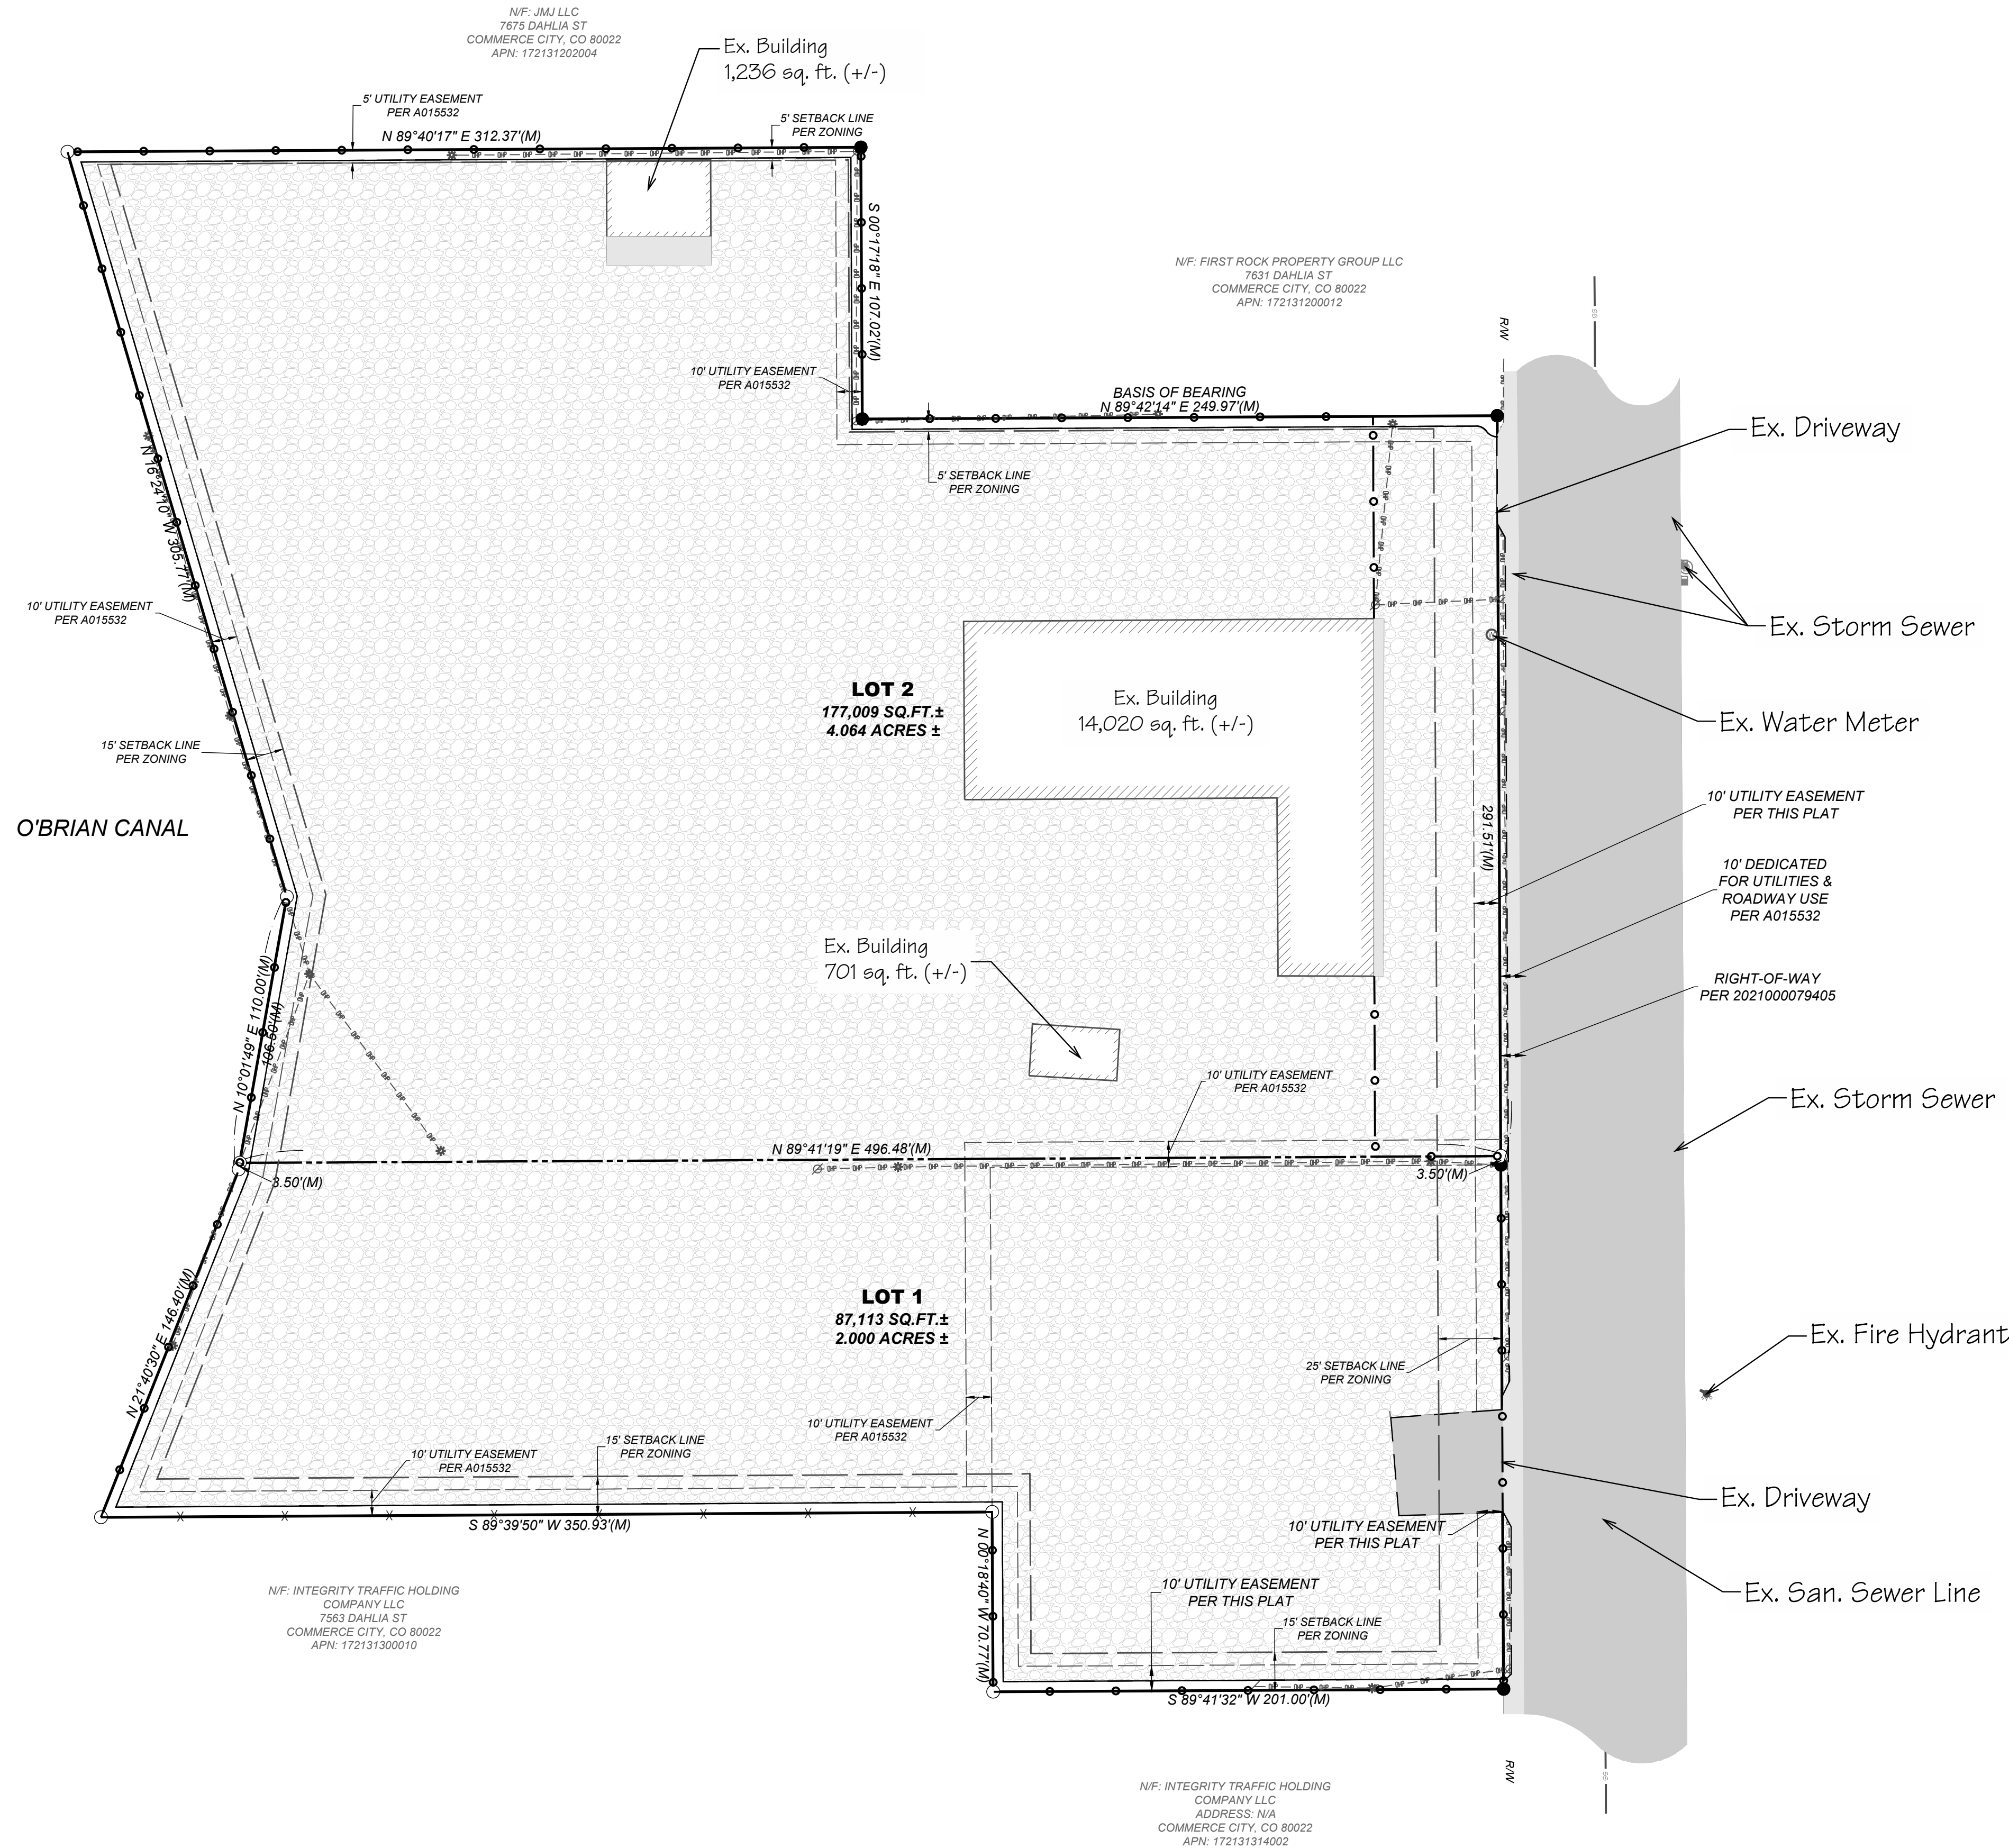 N/F: JMJ LLC
7675 DAHLIA ST
COMMERCE CITY, CO 80022
APN: 172131202004
Ex. Building
1,236 sq. ft. (+/-)
5' UTILITY EASEMENT
PER A015532
N 89°40'17" E 312.37'(M)
5' SETBACK LINE
PER ZONING
S 00°17'18" E 107.02'(M)
N/F: FIRST ROCK PROPERTY GROUP LLC
7631 DAHLIA ST
COMMERCE CITY, CO 80022
APN: 172131200012
R/W
10' UTILITY EASEMENT
PER A015532
BASIS OF BEARING
N 89°42'14" E 249.97'(M)
5' SETBACK LINE
PER ZONING
Ex. Driveway
N 16°24'10" W 305.77'(M)
10' UTILITY EASEMENT
PER A015532
Ex. Storm Sewer
LOT 2
177,009 SQ.FT.±
4.064 ACRES ±
Ex. Building
14,020 sq. ft. (+/-)
Ex. Water Meter
15' SETBACK LINE
PER ZONING
O'BRIAN CANAL
291.51'(M)
10' UTILITY EASEMENT
PER THIS PLAT
10' DEDICATED
FOR UTILITIES &
ROADWAY USE
PER A015532
Ex. Building
701 sq. ft. (+/-)
RIGHT-OF-WAY
PER 2021000079405
N 10°01'49" E 110.00'(M)
106.50'(M)
10' UTILITY EASEMENT
PER A015532
Ex. Storm Sewer
N 89°41'19" E 496.48'(M)
3.50'(M)
3.50'(M)
N 21°40'30" E 146.40'(M)
LOT 1
87,113 SQ.FT.±
2.000 ACRES ±
Ex. Fire Hydrant
25' SETBACK LINE
PER ZONING
10' UTILITY EASEMENT
PER A015532
10' UTILITY EASEMENT
PER A015532
15' SETBACK LINE
PER ZONING
Ex. Driveway
S 89°39'50" W 350.93'(M)
10' UTILITY EASEMENT
PER THIS PLAT
N 00°18'40" W 70.77'(M)
10' UTILITY EASEMENT
PER THIS PLAT
15' SETBACK LINE
PER ZONING
Ex. San. Sewer Line
N/F: INTEGRITY TRAFFIC HOLDING
COMPANY LLC
7563 DAHLIA ST
COMMERCE CITY, CO 80022
APN: 172131300010
S 89°41'32" W 201.00'(M)
R/W
N/F: INTEGRITY TRAFFIC HOLDING
COMPANY LLC
ADDRESS: N/A
COMMERCE CITY, CO 80022
APN: 172131314002